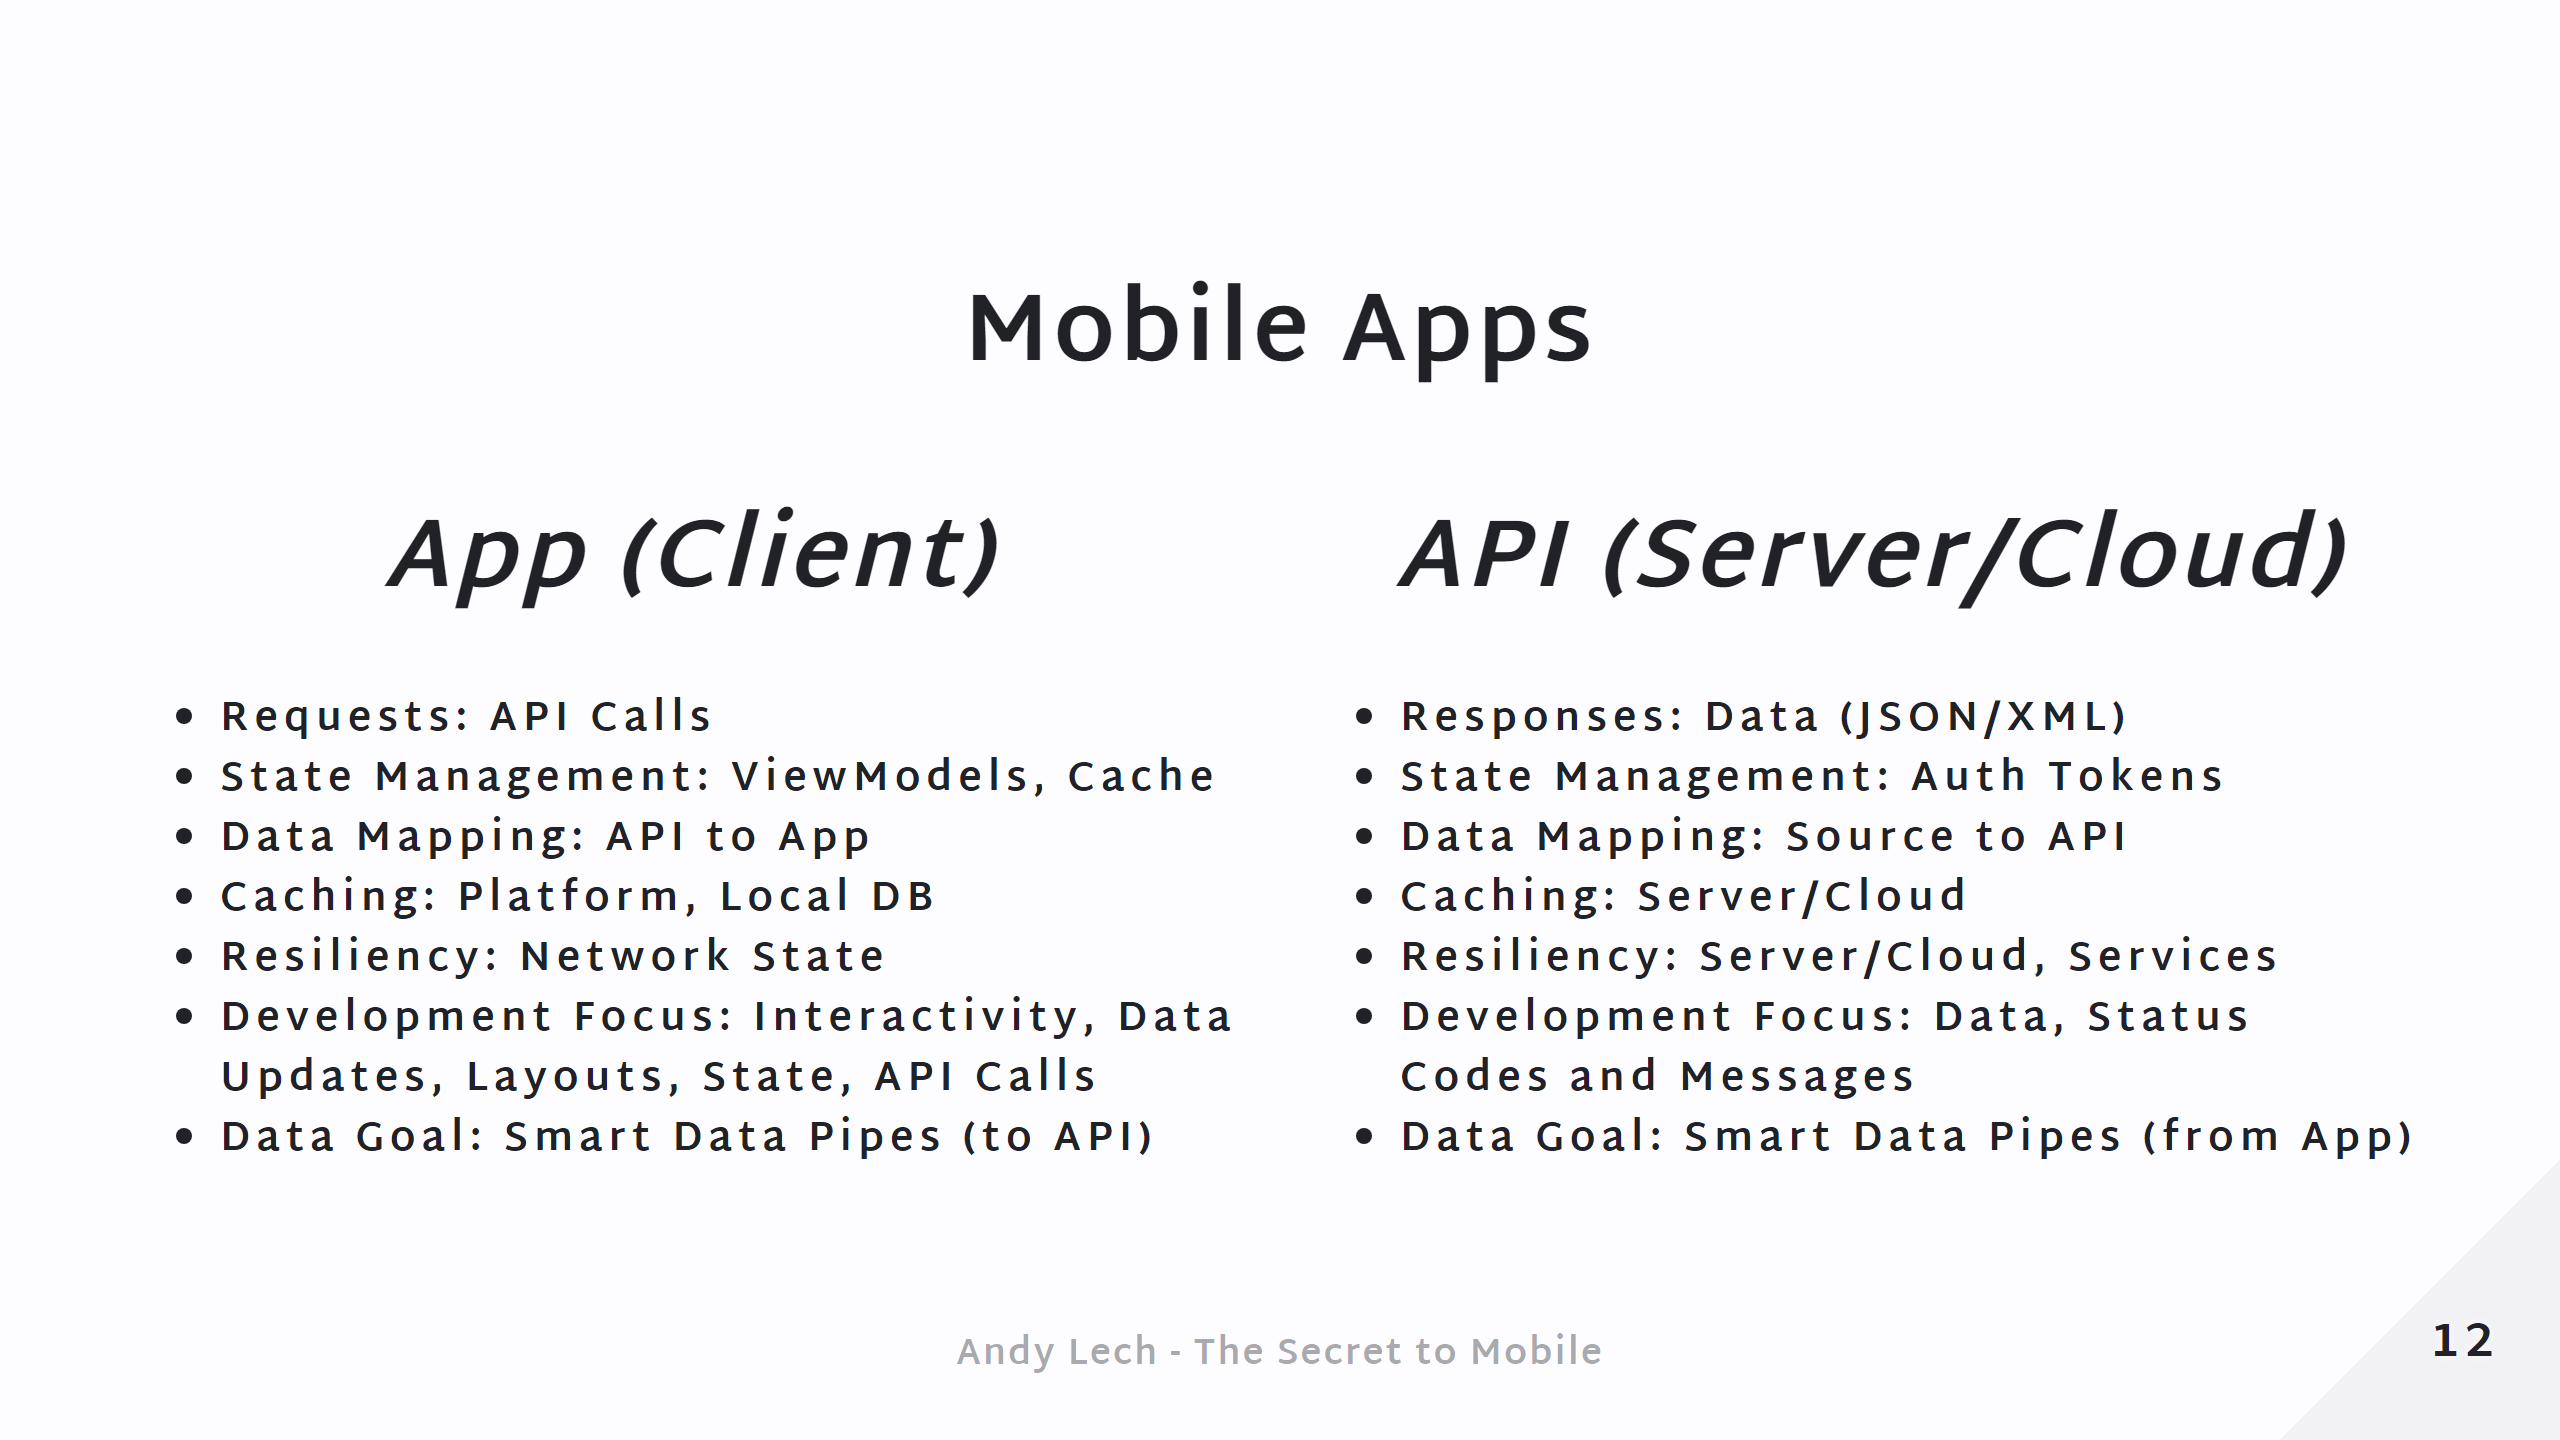 Mobile Apps
App (Client)
Requests: API Calls
State Management: ViewModels, Cache
Data Mapping: API to App
Caching: Platform, Local DB
Resiliency: Network State
Development Focus: Interactivity, Data
Updates, Layouts, State, API Calls
Data Goal: Smart Data Pipes (to API)
API (Server/Cloud)
Responses: Data (JSON/XML)
State Management: Auth Tokens
Data Mapping: Source to API
Caching: Server/Cloud
Resiliency: Server/Cloud, Services
Development Focus: Data, Status
Codes and Messages
Data Goal: Smart Data Pipes (from App)
Andy Lech - The Secret to Mobile
12